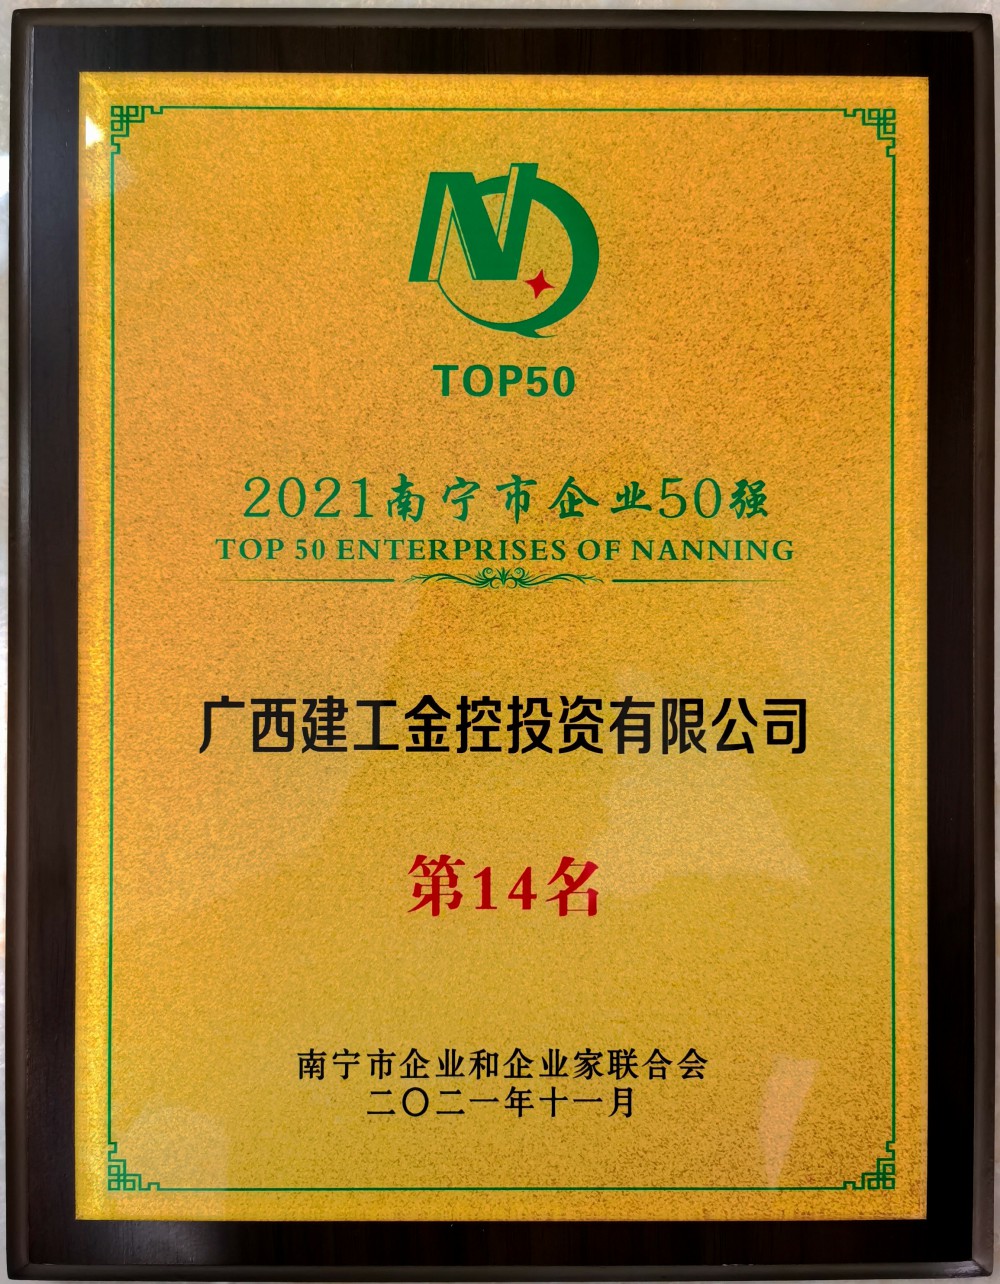 NQ
TOP50
2021南宁市企业50强
TOP 50 ENTERPRISES OF NANNING
广西建工金控投资有限公司
第14名
南宁市企业和企业家联合会
二〇二一年十一月